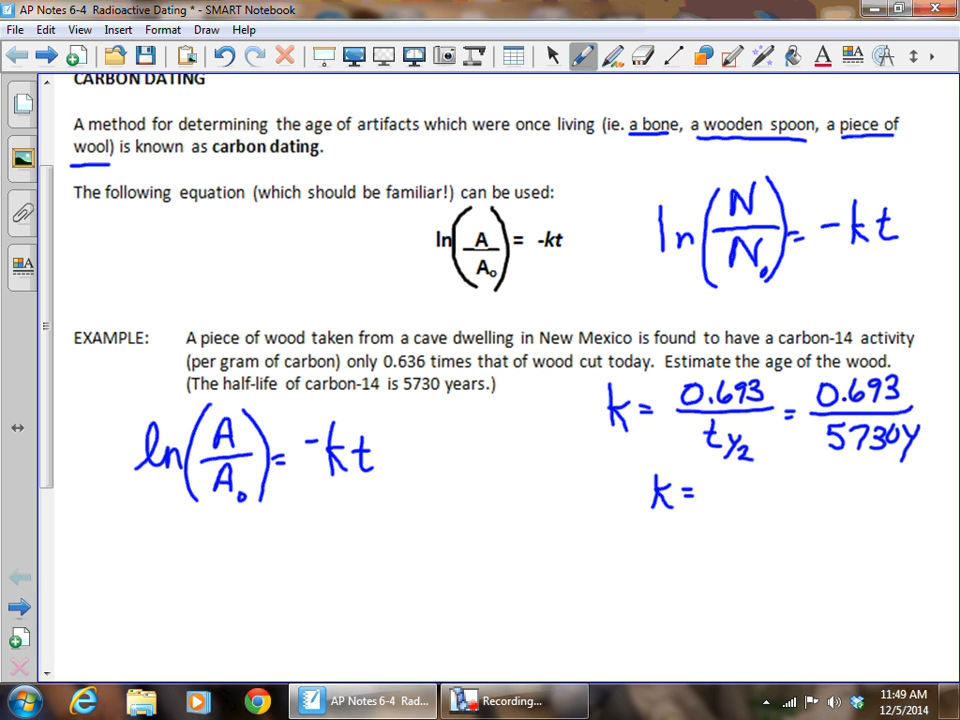 AP Notes 6-4 Radioactive Dating * - SMART Notebook
File Edit View Insert Format Draw Help
CARBON DATING
A method for determining the age of artifacts which were once living (ie. a bone, a wooden spoon, a piece of
wool) is known as carbon dating.
The following equation (which should be familiar!) can be used:
ln(A/A₀) = -kt
ln(N/N₀) = -kt
EXAMPLE: A piece of wood taken from a cave dwelling in New Mexico is found to have a carbon-14 activity
(per gram of carbon) only 0.636 times that of wood cut today. Estimate the age of the wood.
(The half-life of carbon-14 is 5730 years.)
k = 0.693/t½ = 0.693/5730y
ln(A/A₀) = -kt
k =
AP Notes 6-4 Rad... Recording... 11:49 AM
12/5/2014